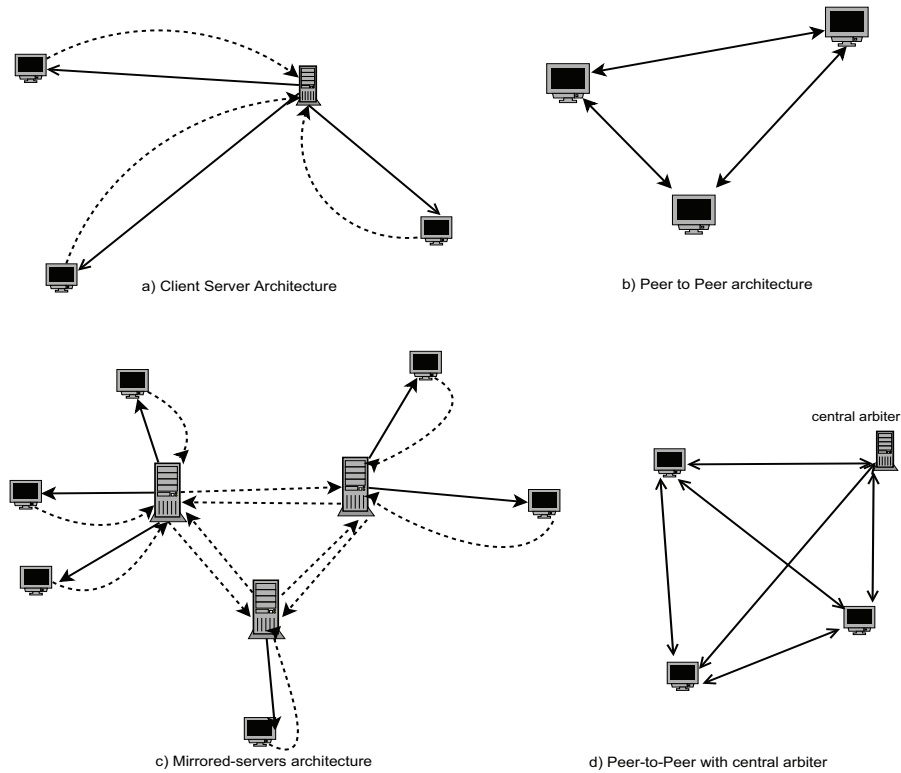 a) Client Server Architecture
b) Peer to Peer architecture
central arbiter
c) Mirrored-servers architecture
d) Peer-to-Peer with central arbiter